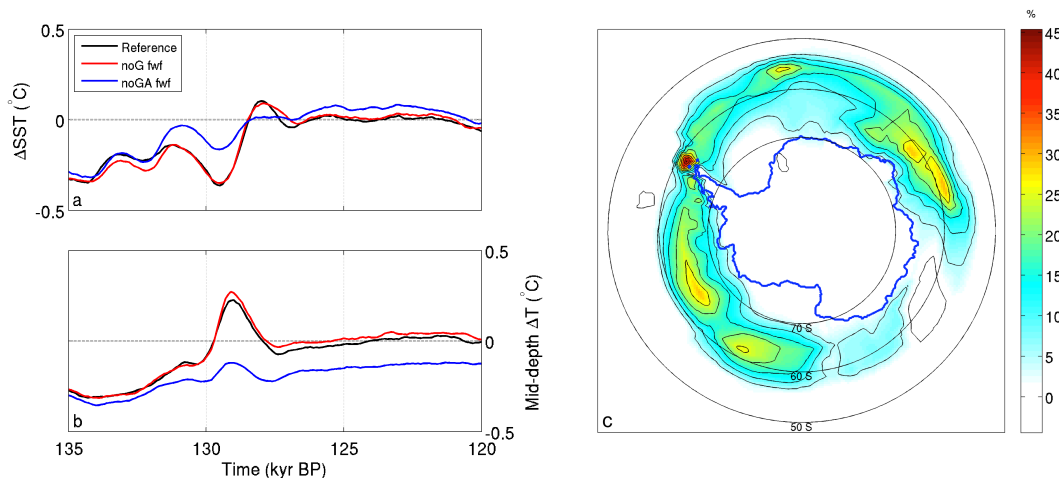 0.5
Reference
noG fwf
noGA fwf
0
ΔSST (°C)
-0.5
a
0.5
0
Mid-depth ΔT (°C)
-0.5
b
135
130
125
120
Time (kyr BP)
%
45
40
35
30
25
20
15
10
5
0
70 S
60 S
50 S
c